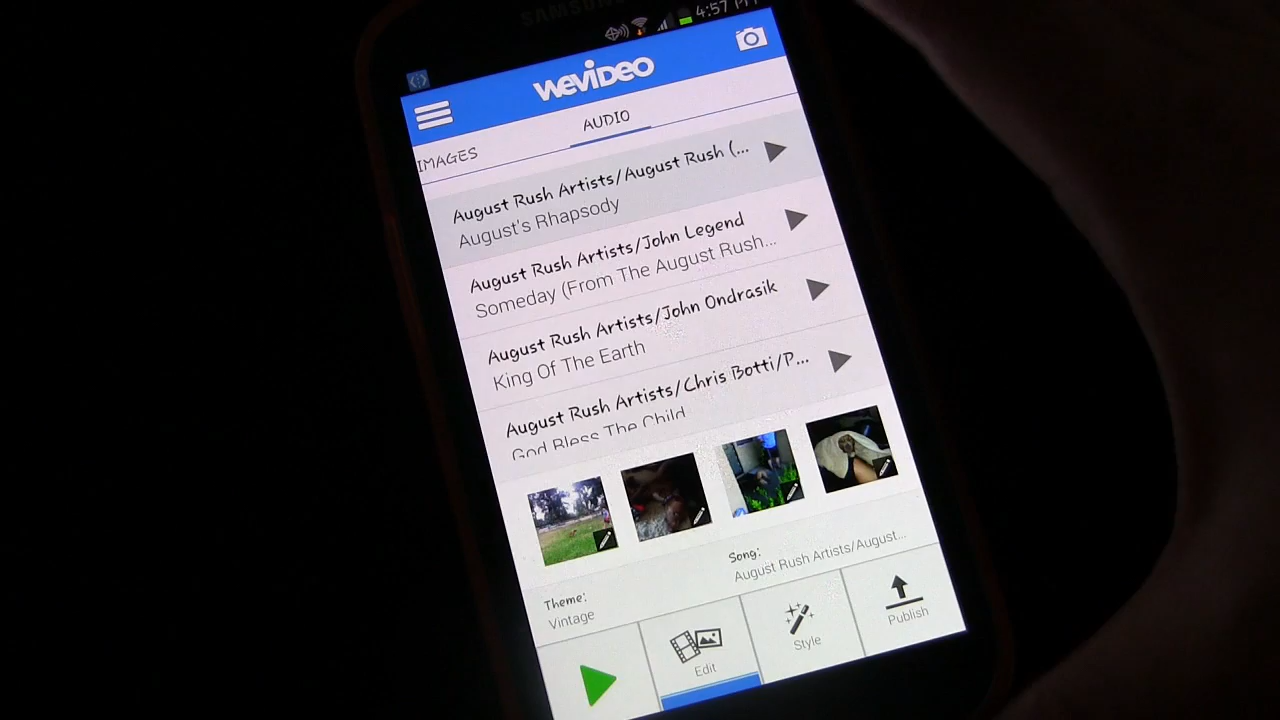 SAMSUNG
4:57 PM
WEVIDEO
IMAGES
AUDIO
August Rush Artists/August Rush (...
August's Rhapsody
August Rush Artists/John Legend
Someday (From The August Rush...
August Rush Artists/John Ondrasik
King Of The Earth
August Rush Artists/Chris Botti/P...
God Bless The Child
Song:
August Rush Artists/August...
Theme:
Vintage
Edit
Style
Publish